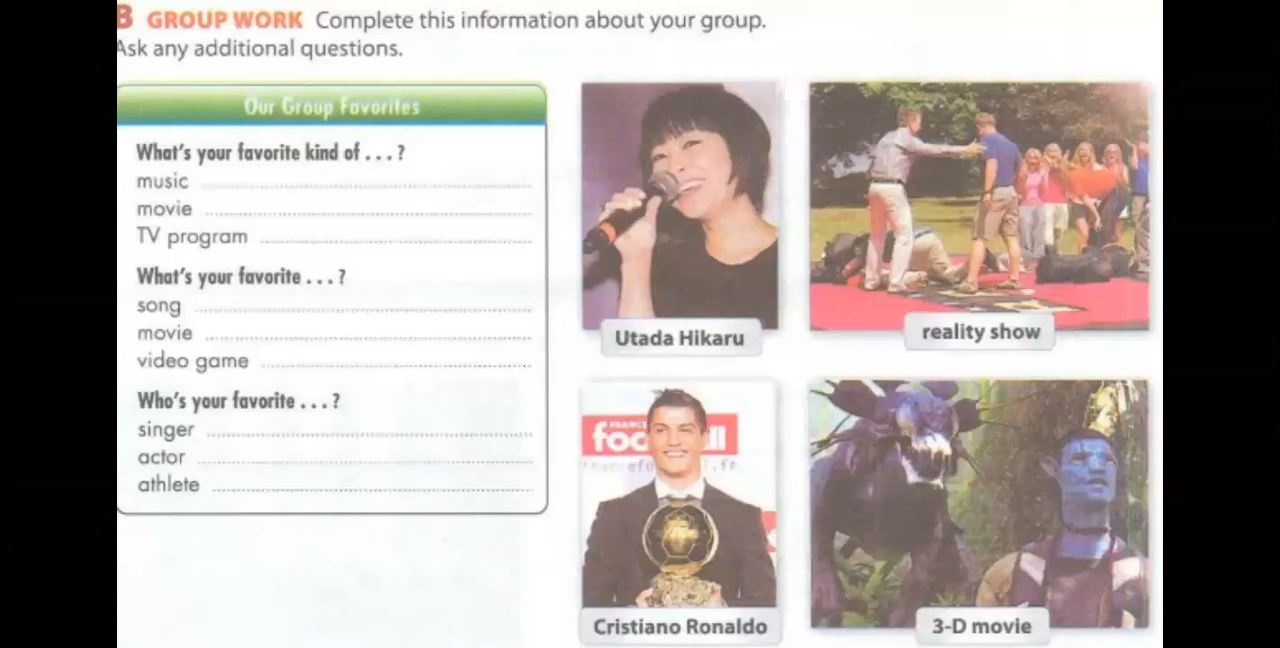 B GROUP WORK Complete this information about your group.
Ask any additional questions.
Our Group Favorites
What's your favorite kind of . . . ?
music
movie
TV program
What's your favorite . . . ?
song
movie
video game
Who's your favorite . . . ?
singer
actor
athlete
Utada Hikaru
reality show
FRANCE
Cristiano Ronaldo
3-D movie